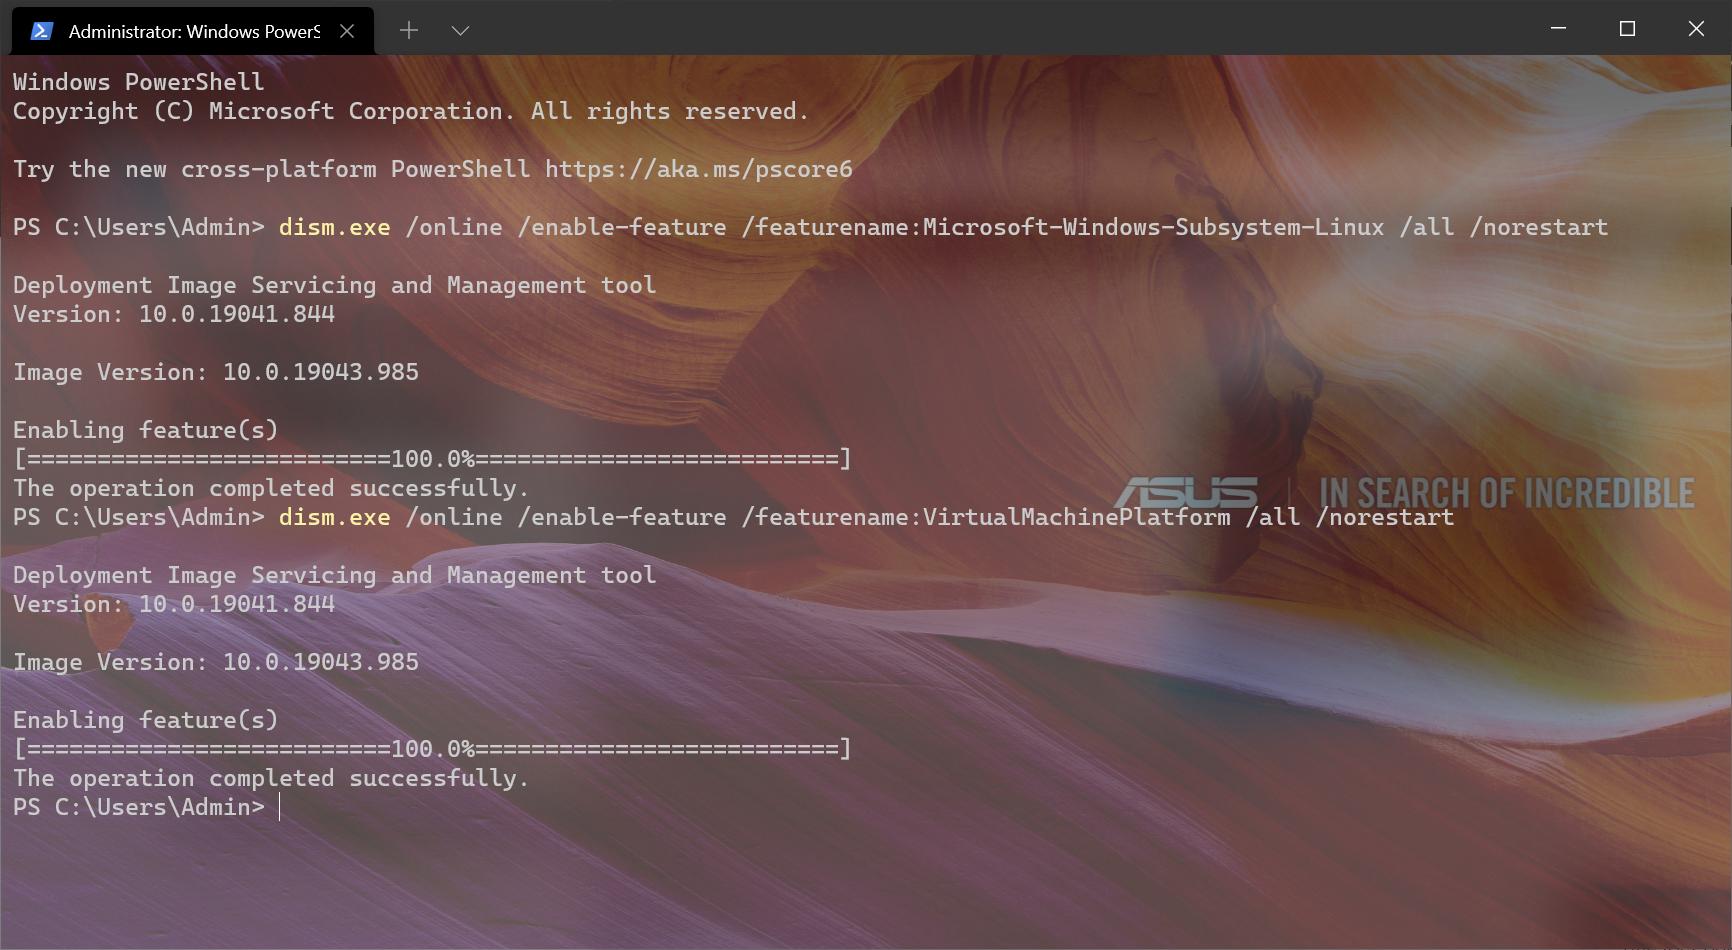 Administrator: Windows PowerS
Windows PowerShell
Copyright (C) Microsoft Corporation. All rights reserved.
Try the new cross-platform PowerShell https://aka.ms/pscore6
PS C:\Users\Admin> dism.exe /online /enable-feature /featurename:Microsoft-Windows-Subsystem-Linux /all /norestart
Deployment Image Servicing and Management tool
Version: 10.0.19041.844
Image Version: 10.0.19043.985
Enabling feature(s)
[==========================100.0%==========================]
The operation completed successfully.
ASUS | IN SEARCH OF INCREDIBLE
PS C:\Users\Admin> dism.exe /online /enable-feature /featurename:VirtualMachinePlatform /all /norestart
Deployment Image Servicing and Management tool
Version: 10.0.19041.844
Image Version: 10.0.19043.985
Enabling feature(s)
[==========================100.0%==========================]
The operation completed successfully.
PS C:\Users\Admin>